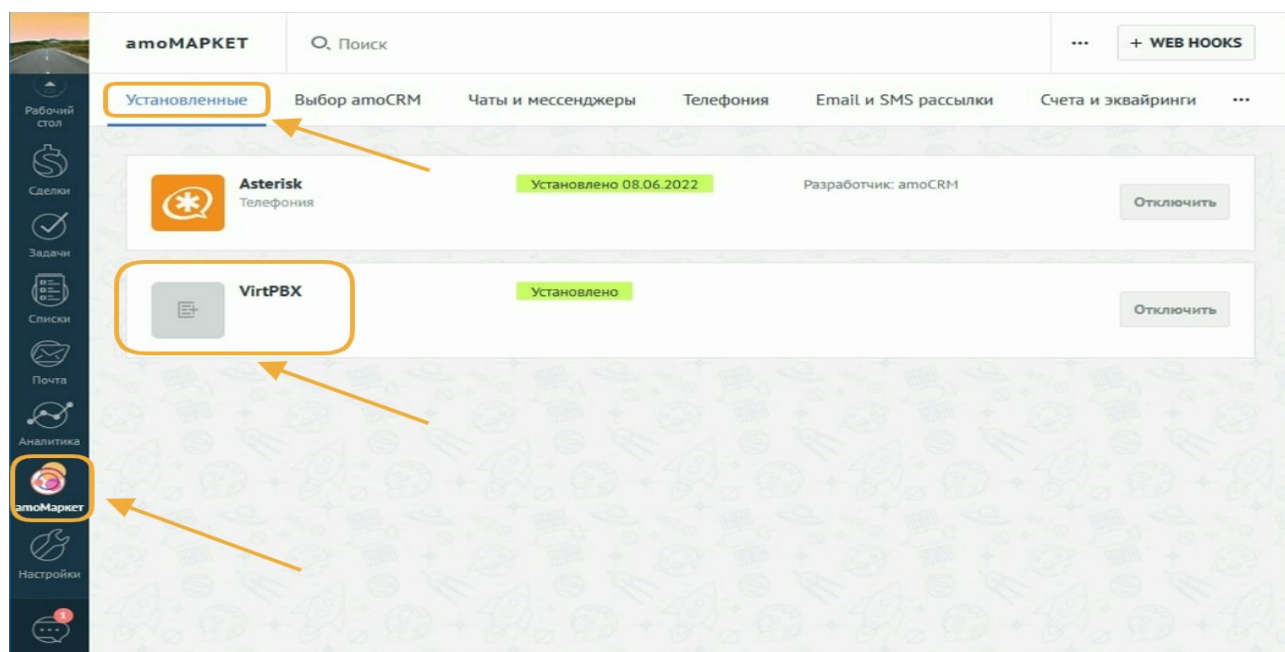 amoМАРКЕТ
Поиск
•••
+ WEB HOOKS
Рабочий
стол
Установленные
Выбор amoCRM
Чаты и мессенджеры
Телефония
Email и SMS рассылки
Счета и эквайринги
•••
Сделки
Задачи
Списки
Почта
Аналитика
amoМаркет
Настройки
1
Asterisk
Телефония
Установлено 08.06.2022
Разработчик: amoCRM
Отключить
VirtPBX
Установлено
Отключить